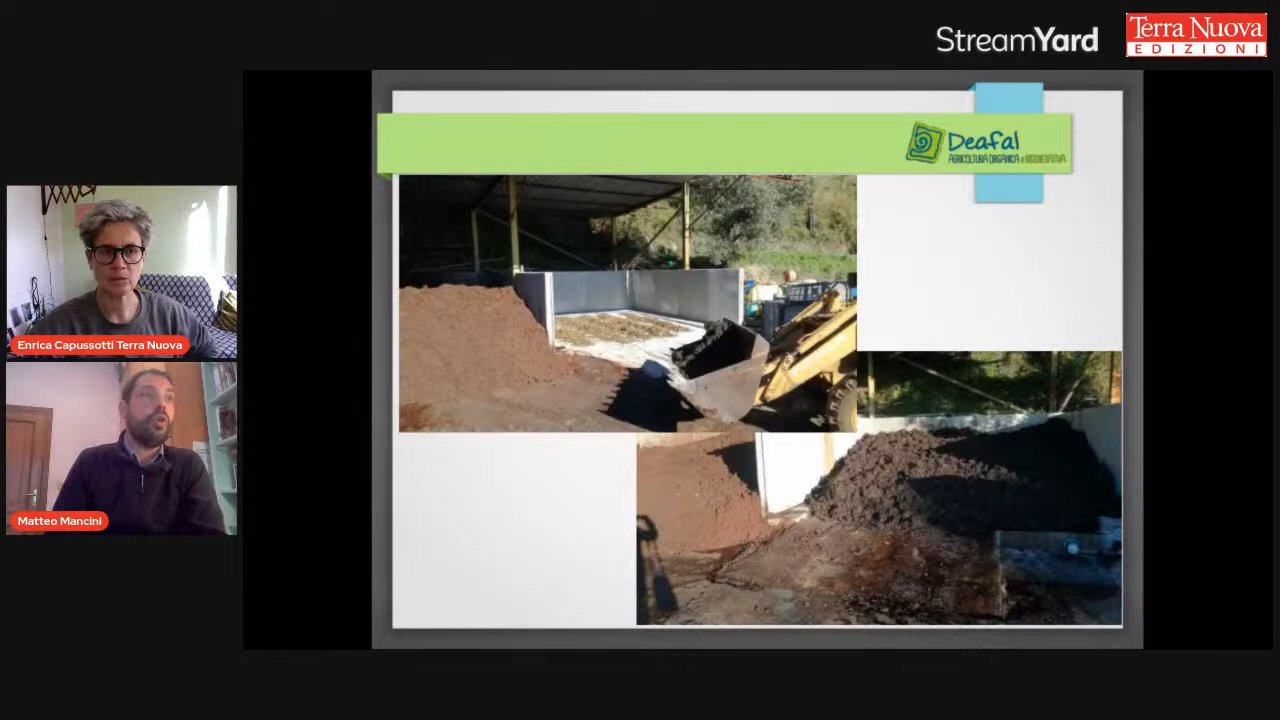 StreamYard
Terra Nuova
EDIZIONI
Deafal
AGRICOLTURA ORGANICA e RIGENERATIVA
Enrica Capussotti Terra Nuova
Matteo Mancini